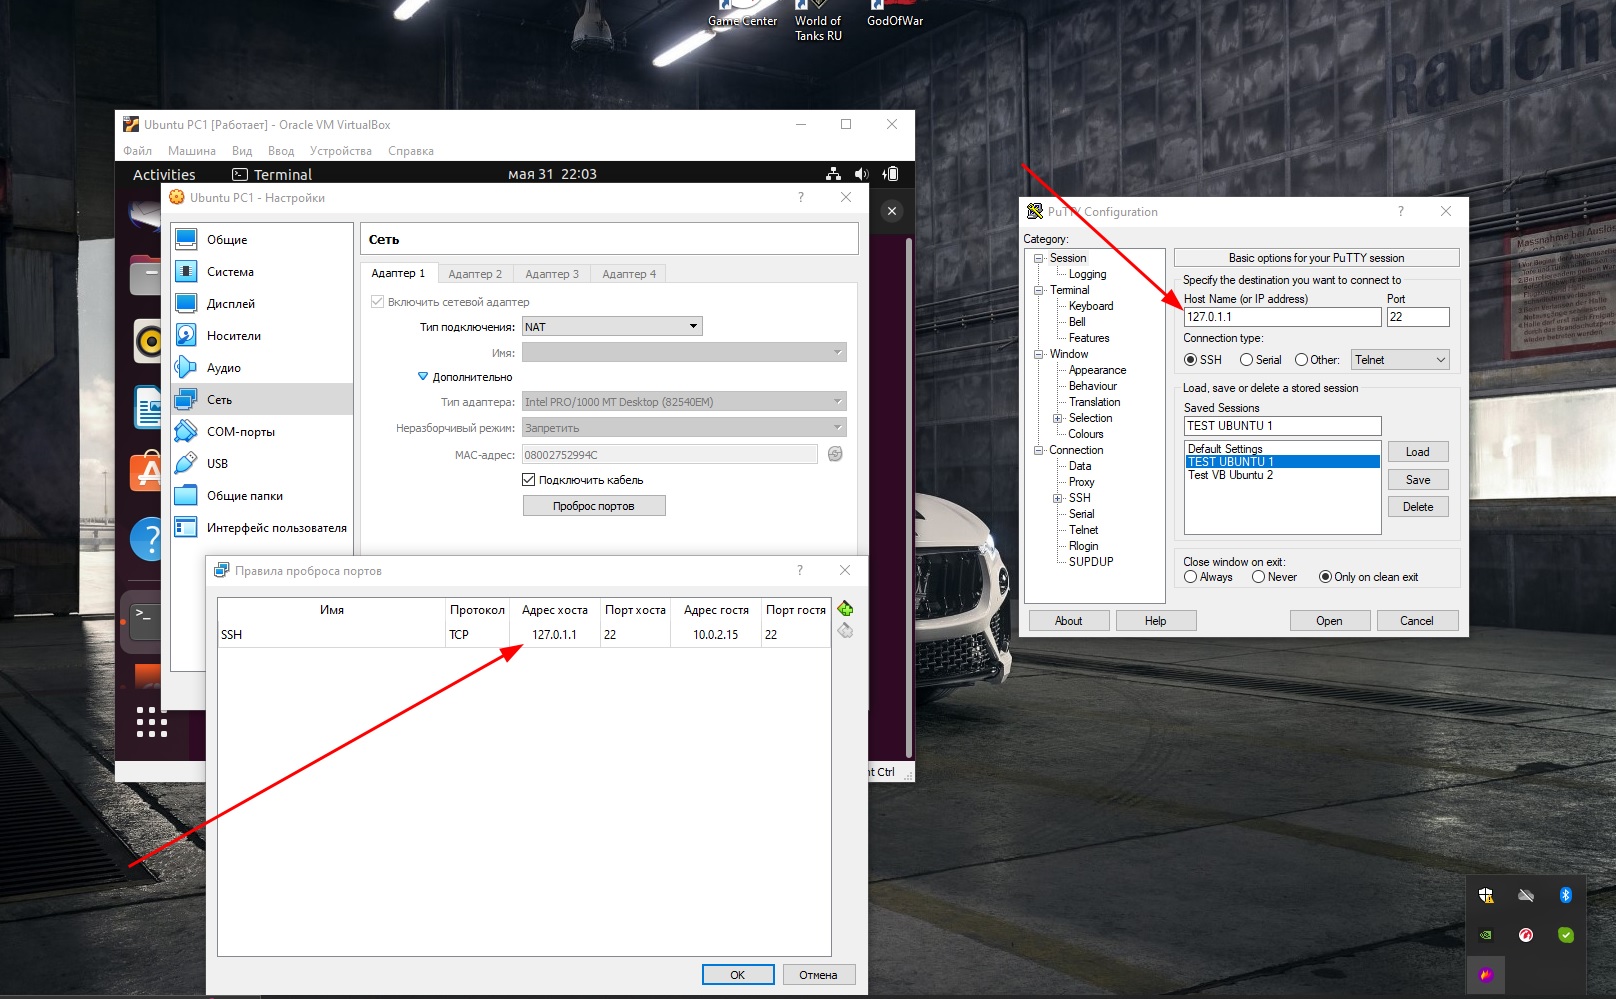 Game Center
World of
Tanks RU
GodOfWar
Rauch
Ubuntu PC1 [Работает] - Oracle VM VirtualBox
Файл Машина Вид Ввод Устройства Справка
Activities Terminal мая 31 22:03
Ubuntu PC1 - Настройки ?
Общие
Система
Дисплей
Носители
Аудио
Сеть
COM-порты
USB
Общие папки
Интерфейс пользователя
Сеть
Адаптер 1 Адаптер 2 Адаптер 3 Адаптер 4
Включить сетевой адаптер
Тип подключения: NAT
Имя:
Дополнительно
Тип адаптера: Intel PRO/1000 MT Desktop (82540EM)
Неразборчивый режим: Запретить
MAC-адрес: 08002752994C
Подключить кабель
Проброс портов
Правила проброса портов ?
Имя Протокол Адрес хоста Порт хоста Адрес гостя Порт гостя
SSH TCP 127.0.1.1 22 10.0.2.15 22
OK Отмена
nt Ctrl
PuTTY Configuration ?
Category:
Session
Logging
Terminal
Keyboard
Bell
Features
Window
Appearance
Behaviour
Translation
Selection
Colours
Connection
Data
Proxy
SSH
Serial
Telnet
Rlogin
SUPDUP
Basic options for your PuTTY session
Specify the destination you want to connect to
Host Name (or IP address) Port
127.0.1.1 22
Connection type:
SSH Serial Other: Telnet
Load, save or delete a stored session
Saved Sessions
TEST UBUNTU 1
Default Settings
TEST UBUNTU 1
Test VB Ubuntu 2
Load
Save
Delete
Close window on exit:
Always Never Only on clean exit
About Help Open Cancel